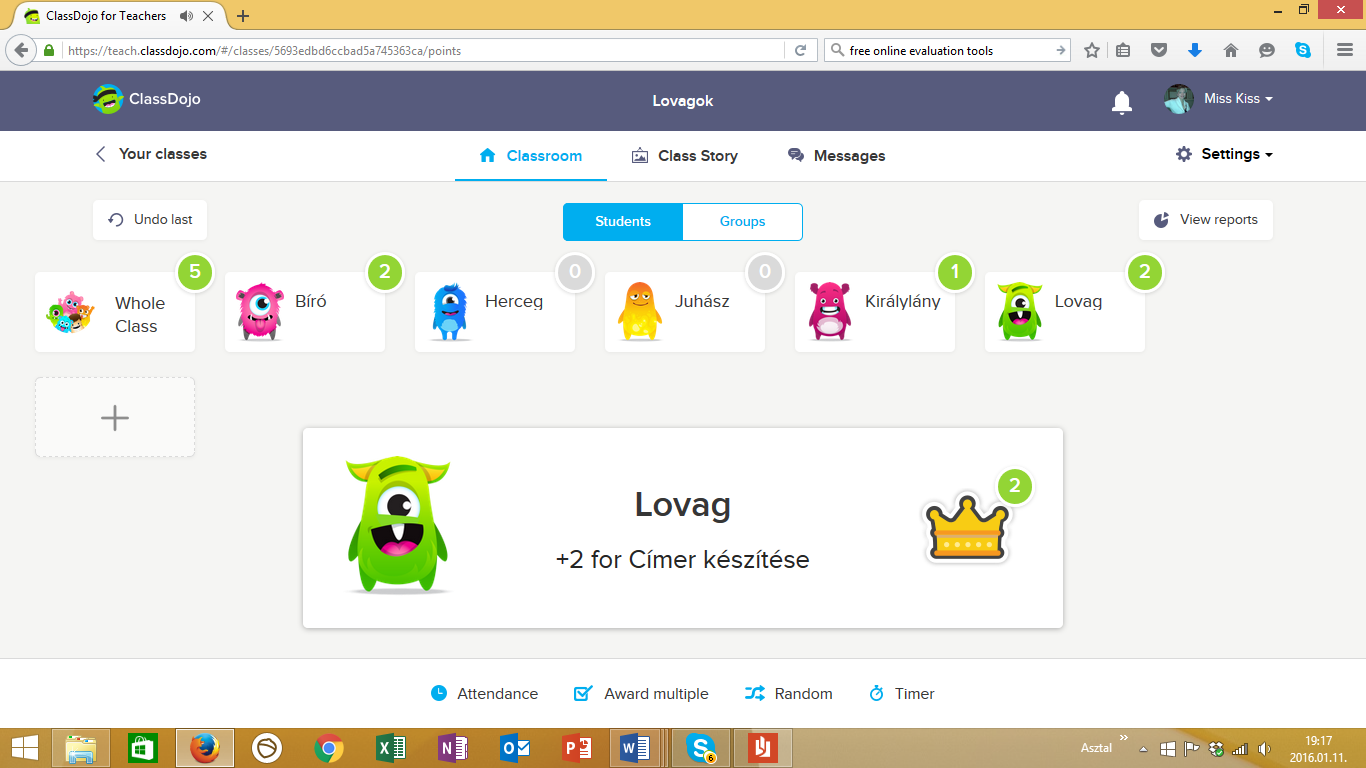 ClassDojo for Teachers
https://teach.classdojo.com/#/classes/5693edbd6ccbad5a745363ca/points
free online evaluation tools
ClassDojo
Lovagok
Miss Kiss
Your classes
Classroom
Class Story
Messages
Settings
Undo last
Students
Groups
View reports
5
Whole
Class
2
Bíró
0
Herceg
0
Juhász
1
Királylány
2
Lovag
Lovag
+2 for Címer készítése
2
Attendance
Award multiple
Random
Timer
6
Asztal
19:17
2016.01.11.